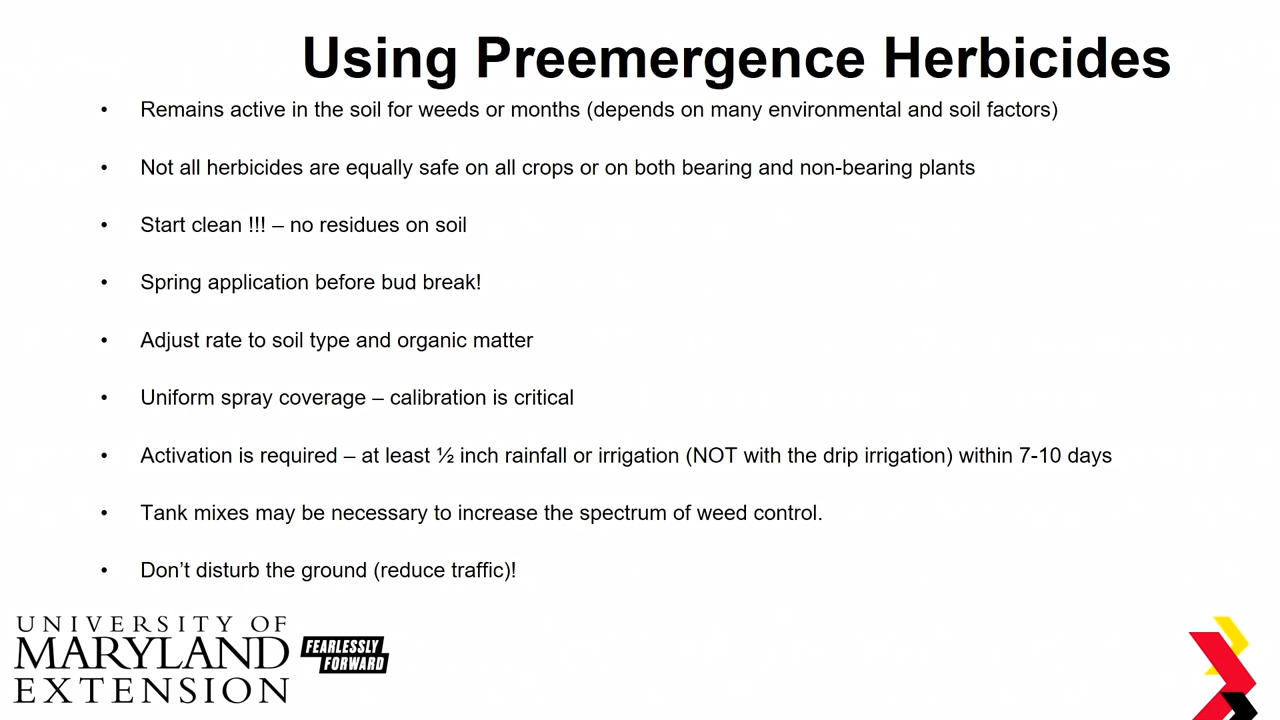 Using Preemergence Herbicides
• Remains active in the soil for weeds or months (depends on many environmental and soil factors)
• Not all herbicides are equally safe on all crops or on both bearing and non-bearing plants
• Start clean !!! – no residues on soil
• Spring application before bud break!
• Adjust rate to soil type and organic matter
• Uniform spray coverage – calibration is critical
• Activation is required – at least ½ inch rainfall or irrigation (NOT with the drip irrigation) within 7-10 days
• Tank mixes may be necessary to increase the spectrum of weed control.
• Don’t disturb the ground (reduce traffic)!
UNIVERSITY OF
MARYLAND
EXTENSION
FEARLESSLY
FORWARD